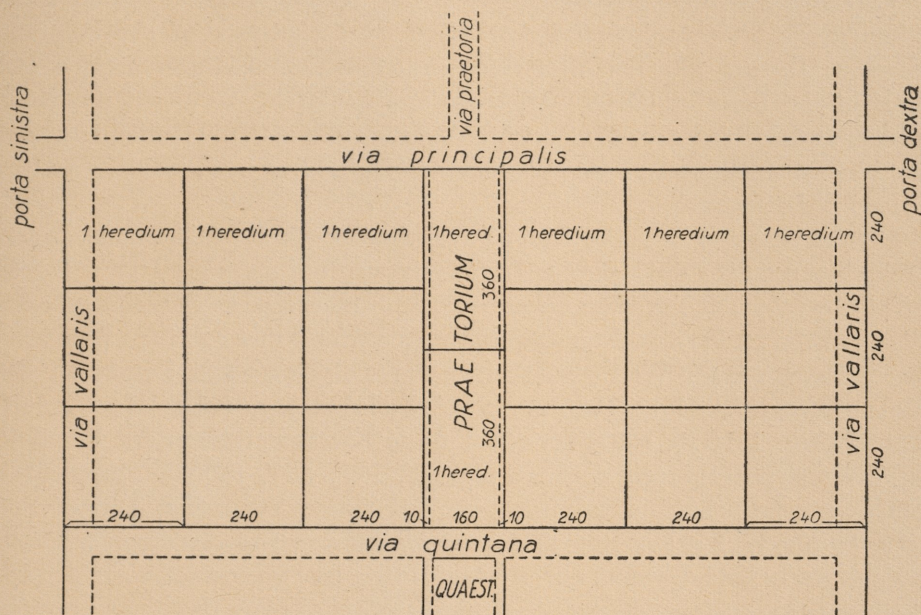 via praetoria
porta sinistra
porta dextra
via principalis
1 heredium 1 heredium 1 heredium 1 hered. 1 heredium 1 heredium 1 heredium
240
PRAETORIUM
360
via vallaris
via vallaris
240
360
1 hered.
240
240 240 240 10 160 10 240 240 240
via quintana
QUAEST.